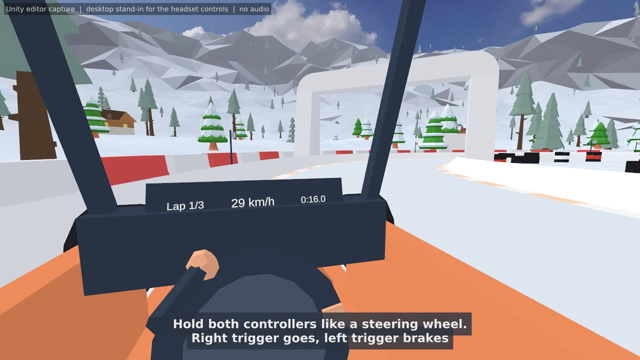 Unity editor capture | desktop stand-in for the headset controls | no audio
Lap 1/3 29 km/h 0:16.0
Hold both controllers like a steering wheel.
Right trigger goes, left trigger brakes